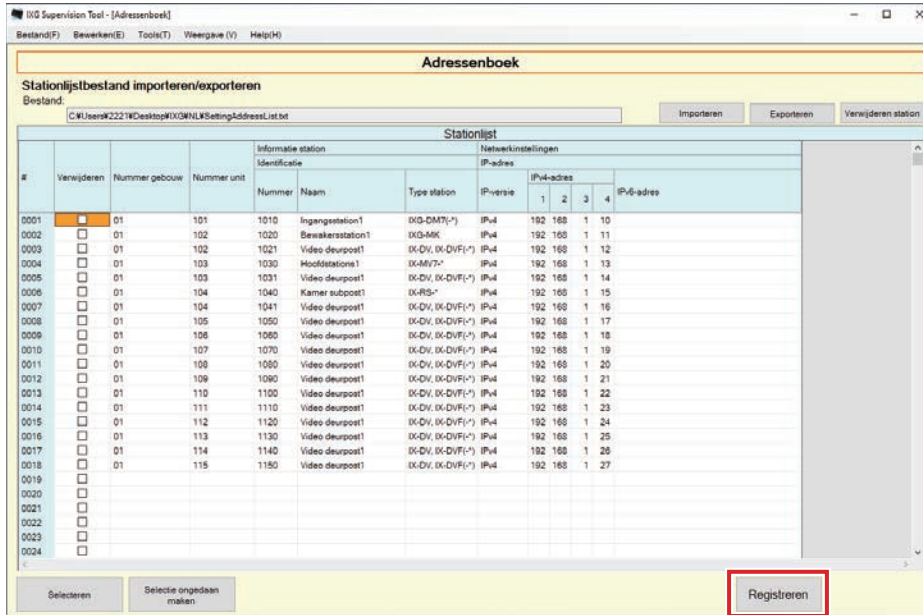 IXG Supervision Tool - [Adressenboek]
Bestand(F) Bewerken(E) Tools(T) Weergave (V) Help(H)
Adressenboek
Stationlijstbestand importeren/exporteren
Bestand:
C:¥Users¥2221¥Desktop¥IXG¥NL¥SettingAddressList.txt Importeren Exporteren Verwijderen station
Stationlijst
Informatie station Netwerkinstellingen
Identificatie IP-adres
# Verwijderen Nummer gebouw Nummer unit Nummer Naam Type station IP-versie IPv4-adres IPv6-adres
1 2 3 4
0001 01 101 1010 Ingangsstation1 IXG-DM7(-*) IPv4 192 168 1 10
0002 01 102 1020 Bewakersstation1 IXG-MK IPv4 192 168 1 11
0003 01 102 1021 Video deurpost1 IX-DV, IX-DVF(-*) IPv4 192 168 1 12
0004 01 103 1030 Hoofdstations1 IX-MV7-* IPv4 192 168 1 13
0005 01 103 1031 Video deurpost1 IX-DV, IX-DVF(-*) IPv4 192 168 1 14
0006 01 104 1040 Kamer subpost1 IX-RS-* IPv4 192 168 1 15
0007 01 104 1041 Video deurpost1 IX-DV, IX-DVF(-*) IPv4 192 168 1 16
0008 01 105 1050 Video deurpost1 IX-DV, IX-DVF(-*) IPv4 192 168 1 17
0009 01 106 1060 Video deurpost1 IX-DV, IX-DVF(-*) IPv4 192 168 1 18
0010 01 107 1070 Video deurpost1 IX-DV, IX-DVF(-*) IPv4 192 168 1 19
0011 01 108 1080 Video deurpost1 IX-DV, IX-DVF(-*) IPv4 192 168 1 20
0012 01 109 1090 Video deurpost1 IX-DV, IX-DVF(-*) IPv4 192 168 1 21
0013 01 110 1100 Video deurpost1 IX-DV, IX-DVF(-*) IPv4 192 168 1 22
0014 01 111 1110 Video deurpost1 IX-DV, IX-DVF(-*) IPv4 192 168 1 23
0015 01 112 1120 Video deurpost1 IX-DV, IX-DVF(-*) IPv4 192 168 1 24
0016 01 113 1130 Video deurpost1 IX-DV, IX-DVF(-*) IPv4 192 168 1 25
0017 01 114 1140 Video deurpost1 IX-DV, IX-DVF(-*) IPv4 192 168 1 26
0018 01 115 1150 Video deurpost1 IX-DV, IX-DVF(-*) IPv4 192 168 1 27
0019
0020
0021
0022
0023
0024
Selecteren Selectie ongedaan maken Registreren